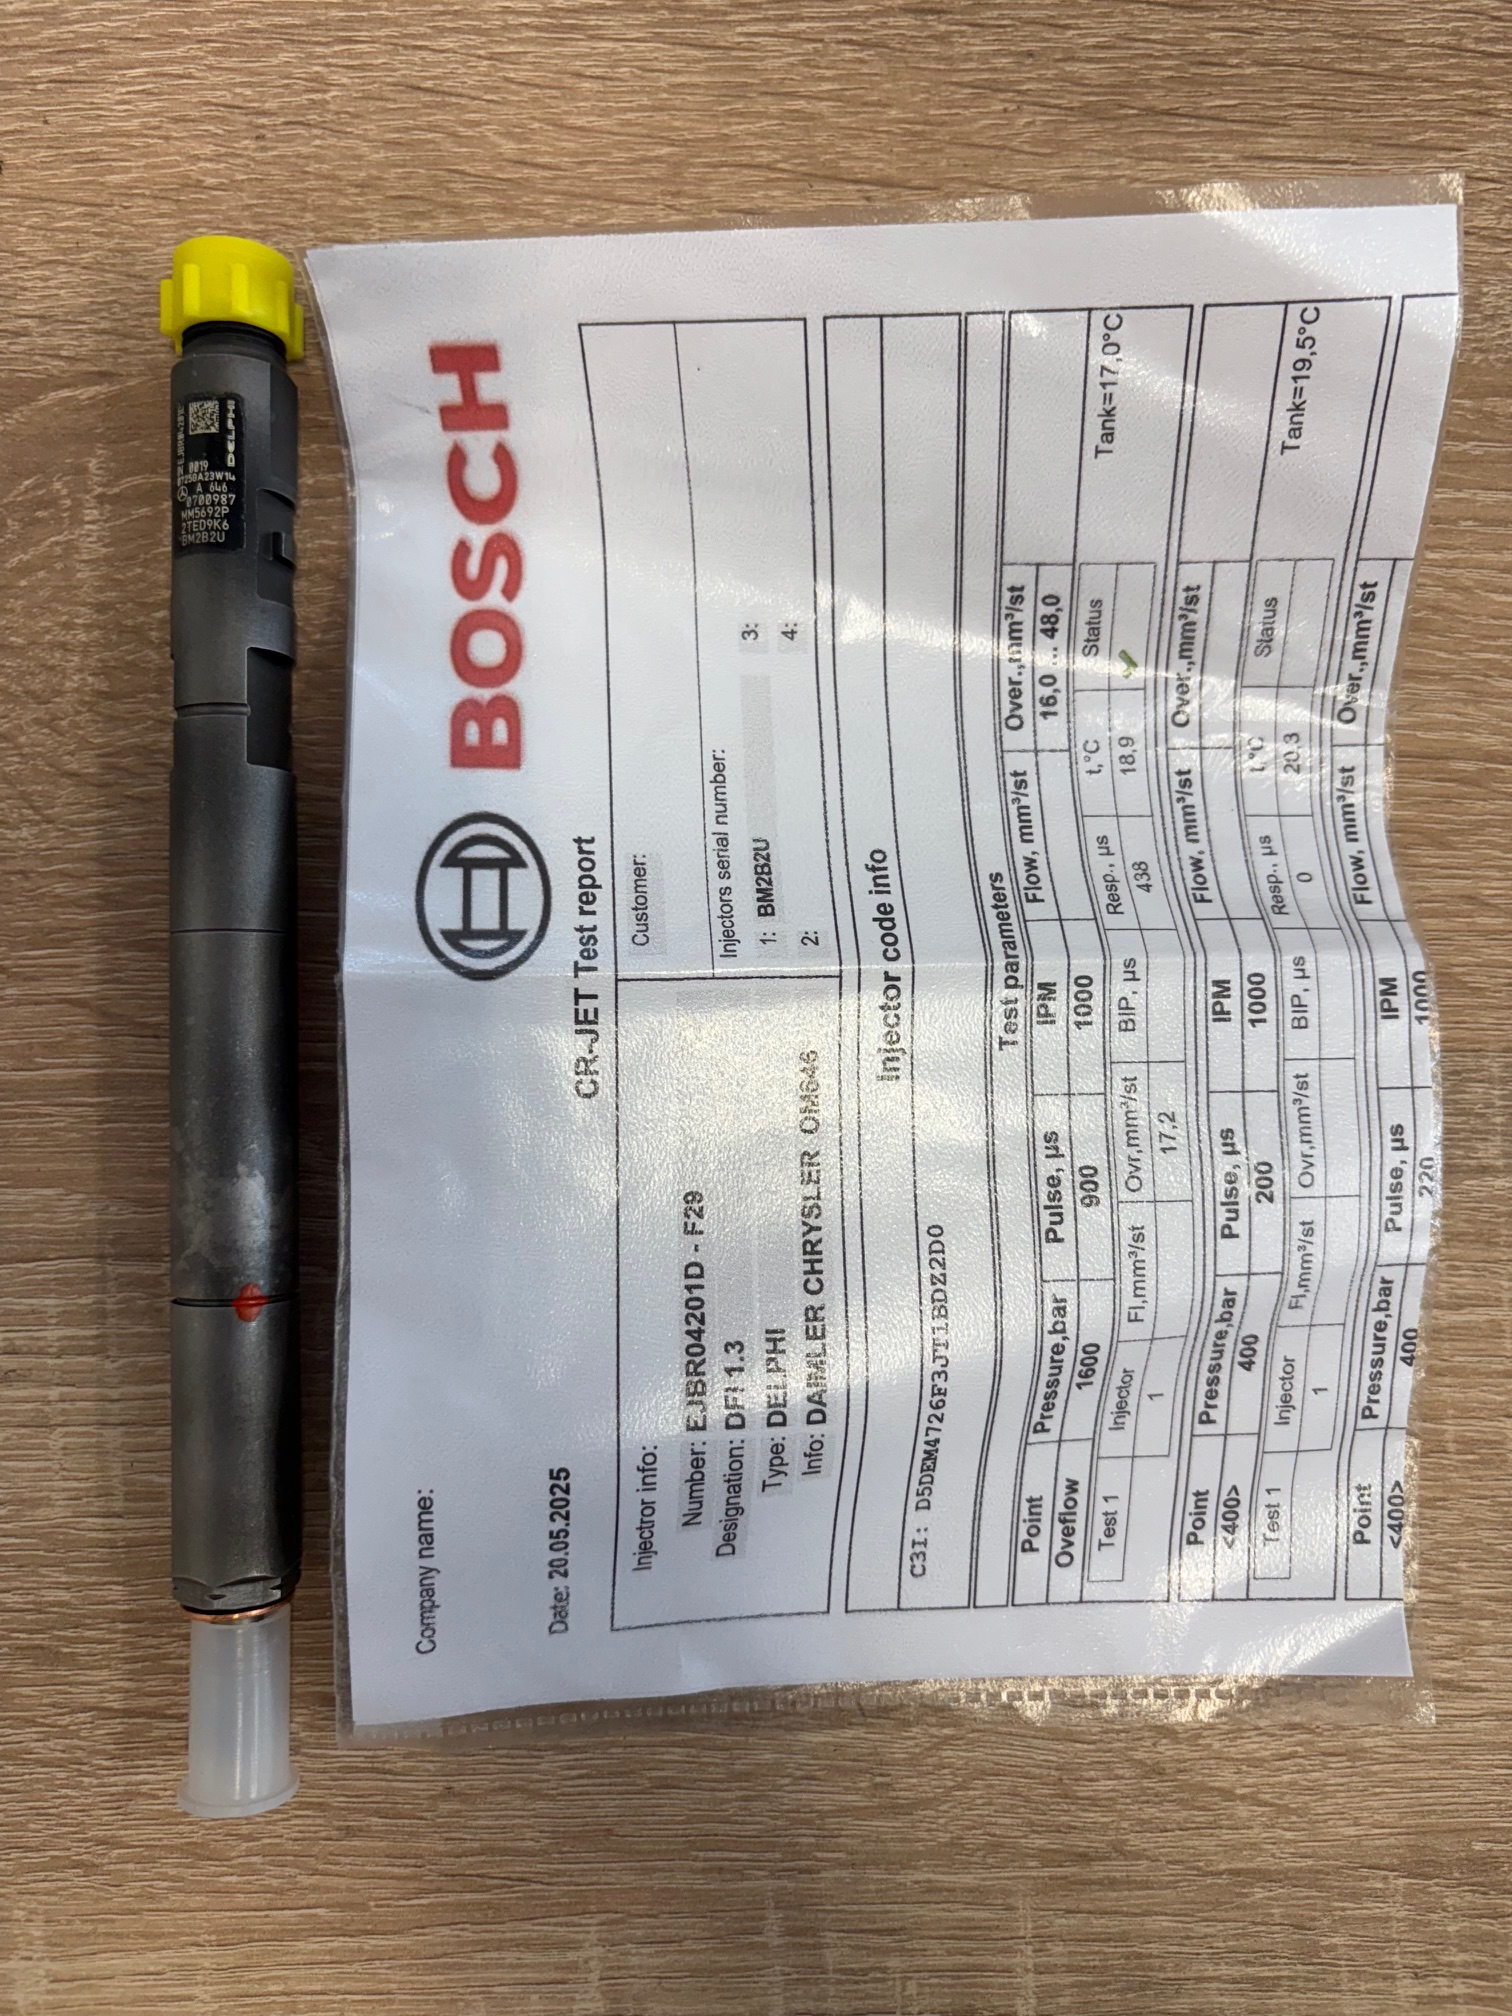 EJBR04201D
0019
0725GA23W14
A 646
0700987
MM5692P
2TED9K6
BM2B2U
DELPHI
BOSCH
Company name:
Date: 20.05.2025
CR-JET Test report
Injectror info:
Number: EJBR04201D - F29
Designation: DFI 1.3
Type: DELPHI
Info: DAIMLER CHRYSLER OM646
Customer:
Injectors serial number:
1: BM2B2U 3:
2: 4:
Injector code info
C3I: D5DEM4726F3JT1BDZ2D0
Test parameters
Point Pressure,bar Pulse, µs IPM Flow, mm³/st Over.,mm³/st
Oveflow 1600 900 1000 16,0 ... 48,0
Test 1 Injector Fl,mm³/st Ovr,mm³/st BIP, µs Resp., µs t,°C Status Tank=17,0°C
1 17,2 438 18,9 ✓
Point Pressure,bar Pulse, µs IPM Flow, mm³/st Over.,mm³/st
<400> 400 200 1000
Test 1 Injector Fl,mm³/st Ovr,mm³/st BIP, µs Resp., µs t,°C Status Tank=19,5°C
1 0 20,3
Point Pressure,bar Pulse, µs IPM Flow, mm³/st Over.,mm³/st
<400> 400 220 1000